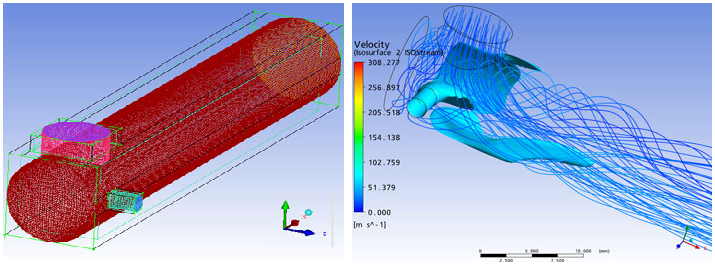 z
Velocity
(Isosurface 2 ISOStream)
308.277
256.897
205.518
154.138
102.759
51.379
0.000
[m s^-1]
0 5.000 10.000 (mm)
2.500 7.500